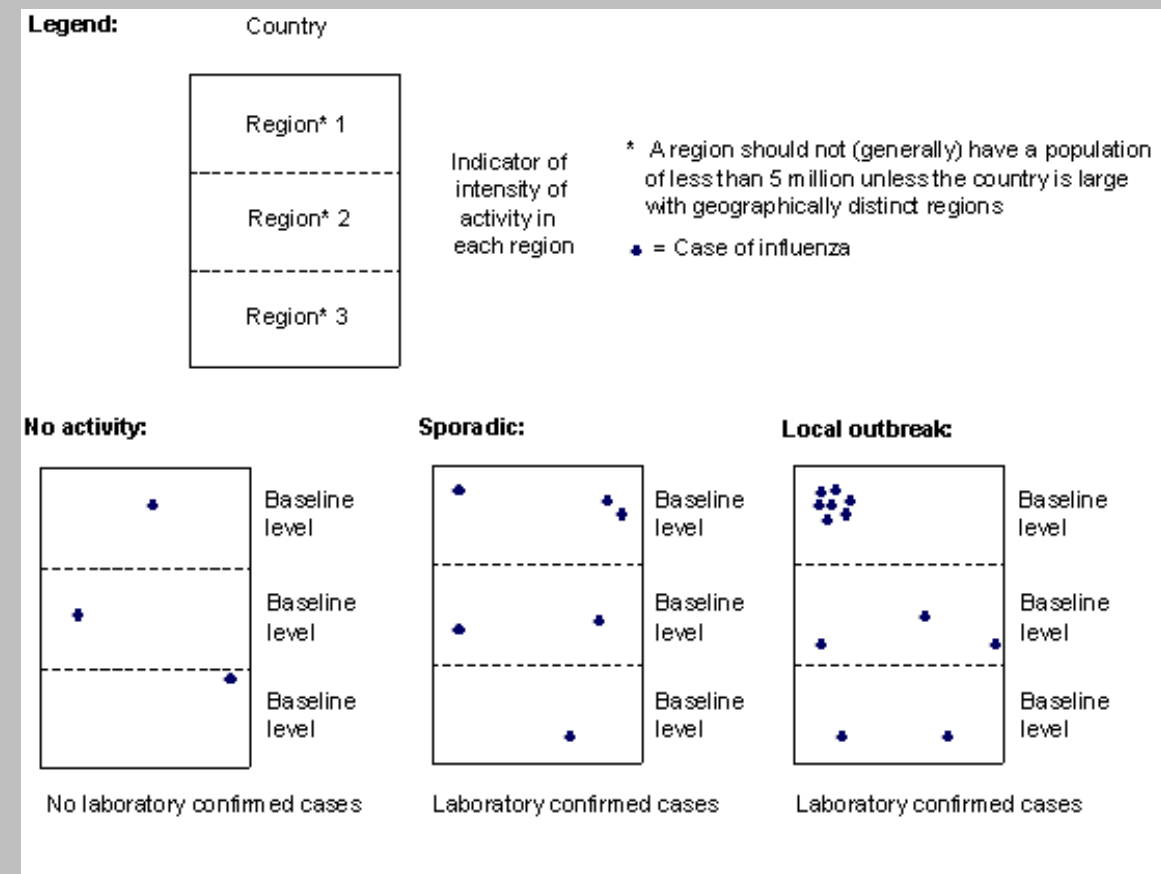 Legend:
Country
Region* 1
Region* 2
Region* 3
Indicator of
intensity of
activity in
each region
* A region should not (generally) have a population
of less than 5 million unless the country is large
with geographically distinct regions
= Case of influenza
No activity:
Baseline
level
Baseline
level
Baseline
level
No laboratory confirmed cases
Sporadic:
Baseline
level
Baseline
level
Baseline
level
Laboratory confirmed cases
Local outbreak:
Baseline
level
Baseline
level
Baseline
level
Laboratory confirmed cases